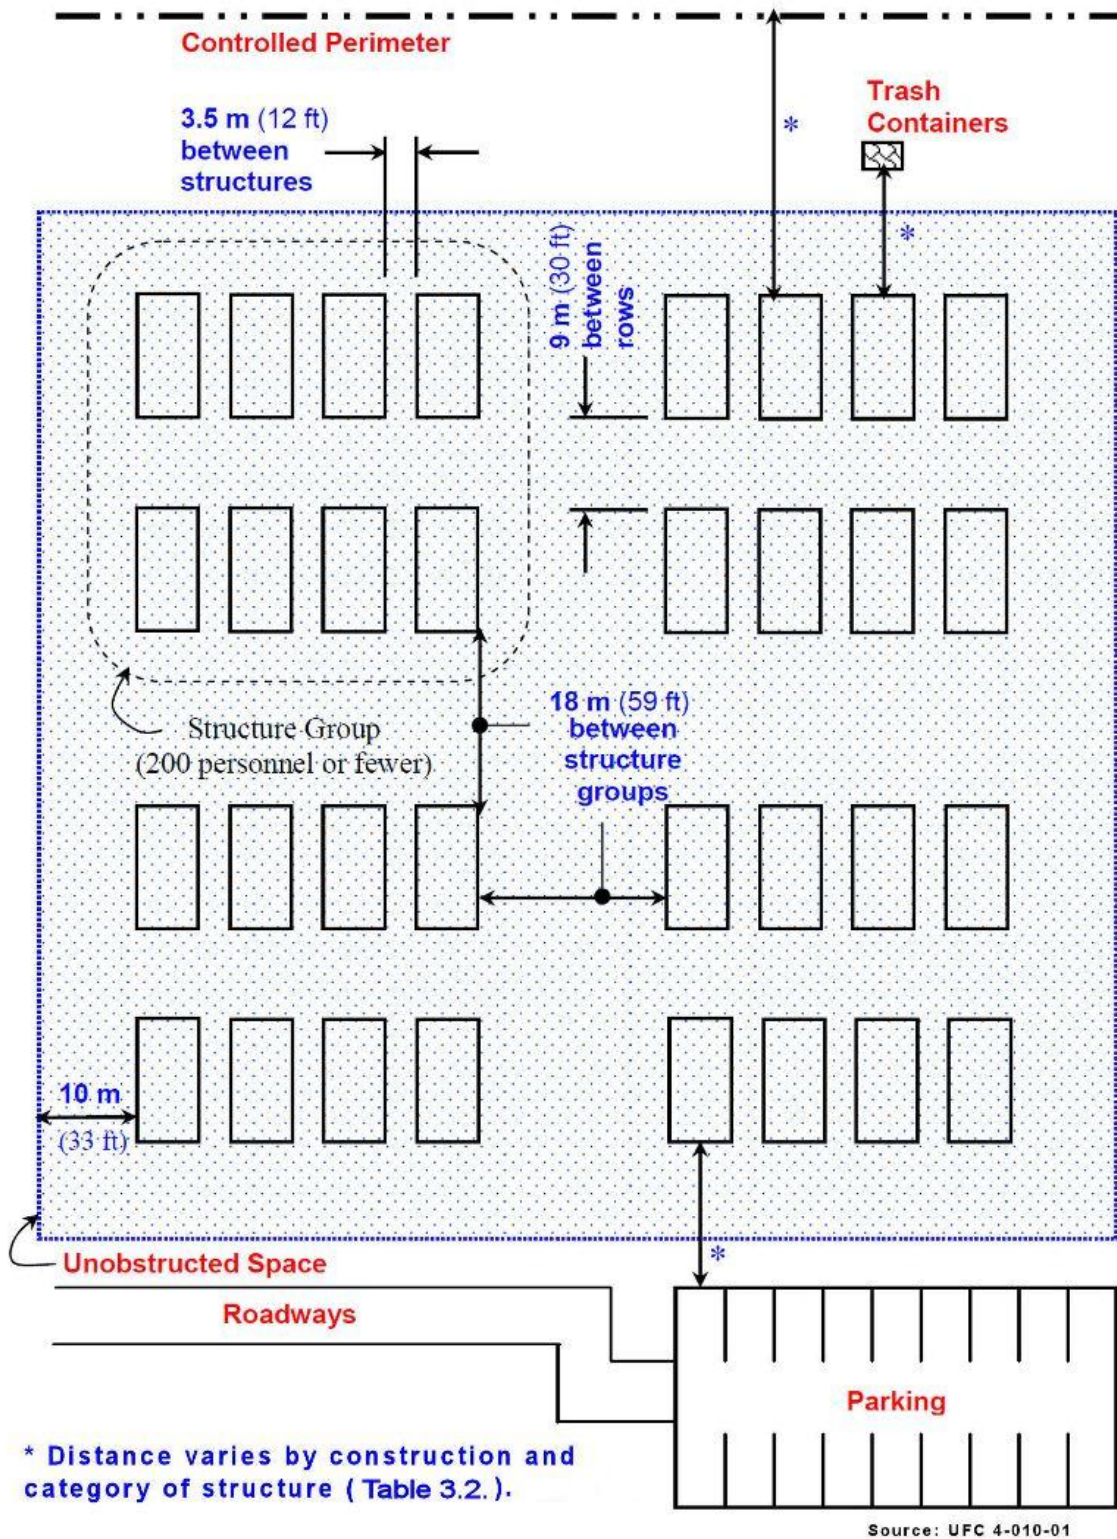 Controlled Perimeter
3.5 m (12 ft)
between
structures
*
Trash
Containers
*
9 m (30 ft)
between
rows
Structure Group
(200 personnel or fewer)
18 m (59 ft)
between
structure
groups
10 m
(33 ft)
*
Unobstructed Space
Roadways
Parking
* Distance varies by construction and
category of structure ( Table 3.2. ).
Source: UFC 4-010-01